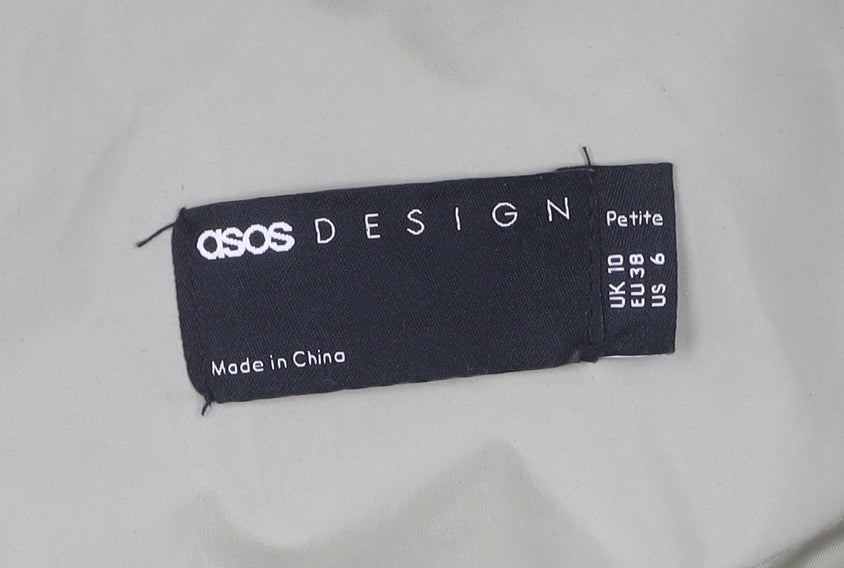 asos DESIGN
Made in China
Petite
UK 10
EU 38
US 6